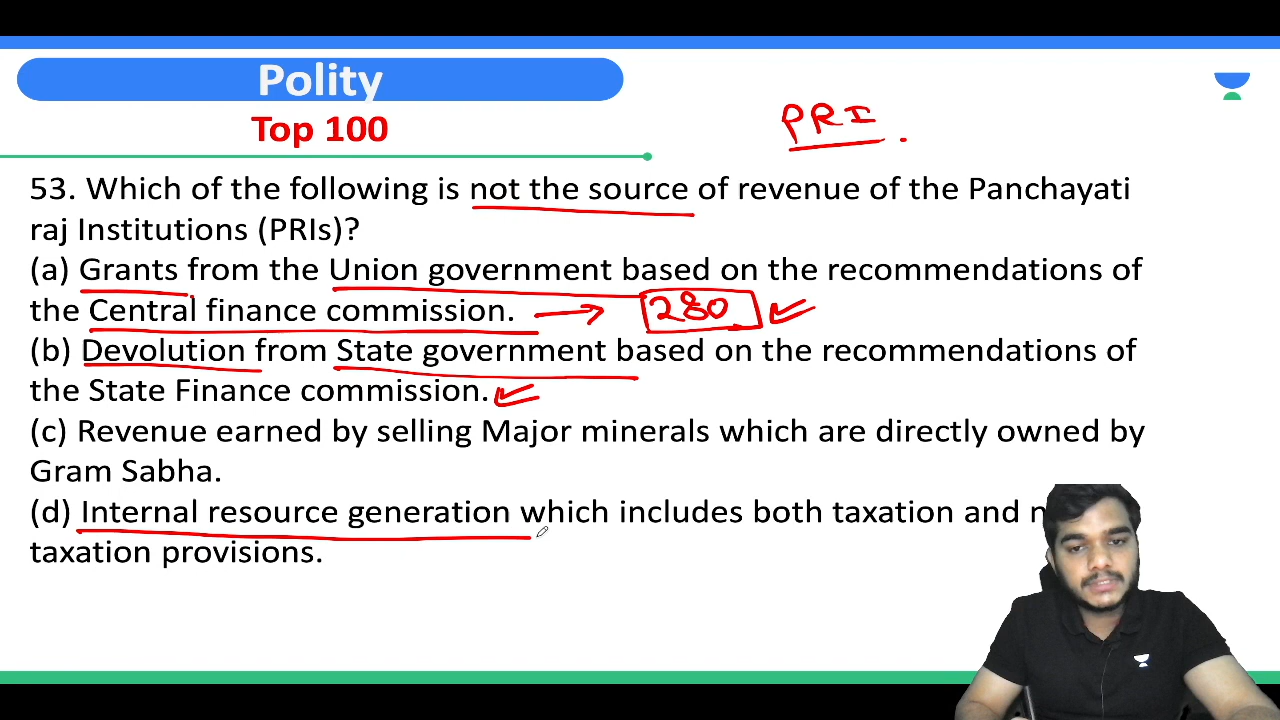 Polity
Top 100
PRI.
53. Which of the following is not the source of revenue of the Panchayati
raj Institutions (PRIs)?
(a) Grants from the Union government based on the recommendations of
the Central finance commission. → 280
(b) Devolution from State government based on the recommendations of
the State Finance commission.
(c) Revenue earned by selling Major minerals which are directly owned by
Gram Sabha.
(d) Internal resource generation which includes both taxation and
taxation provisions.